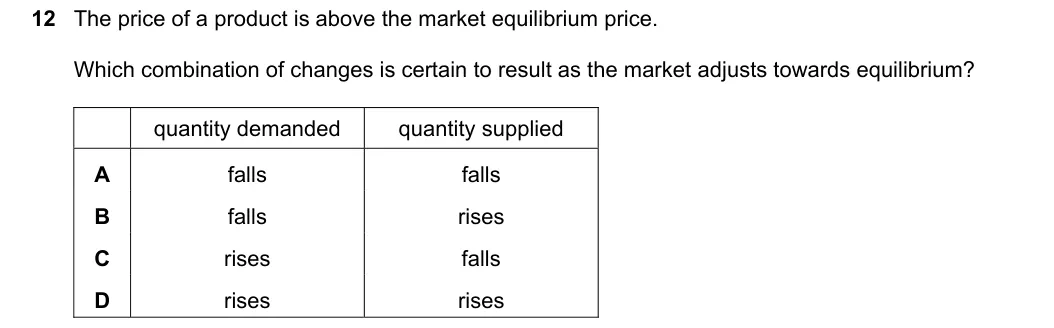 12 The price of a product is above the market equilibrium price.
Which combination of changes is certain to result as the market adjusts towards equilibrium?
quantity demanded quantity supplied
A falls falls
B falls rises
C rises falls
D rises rises